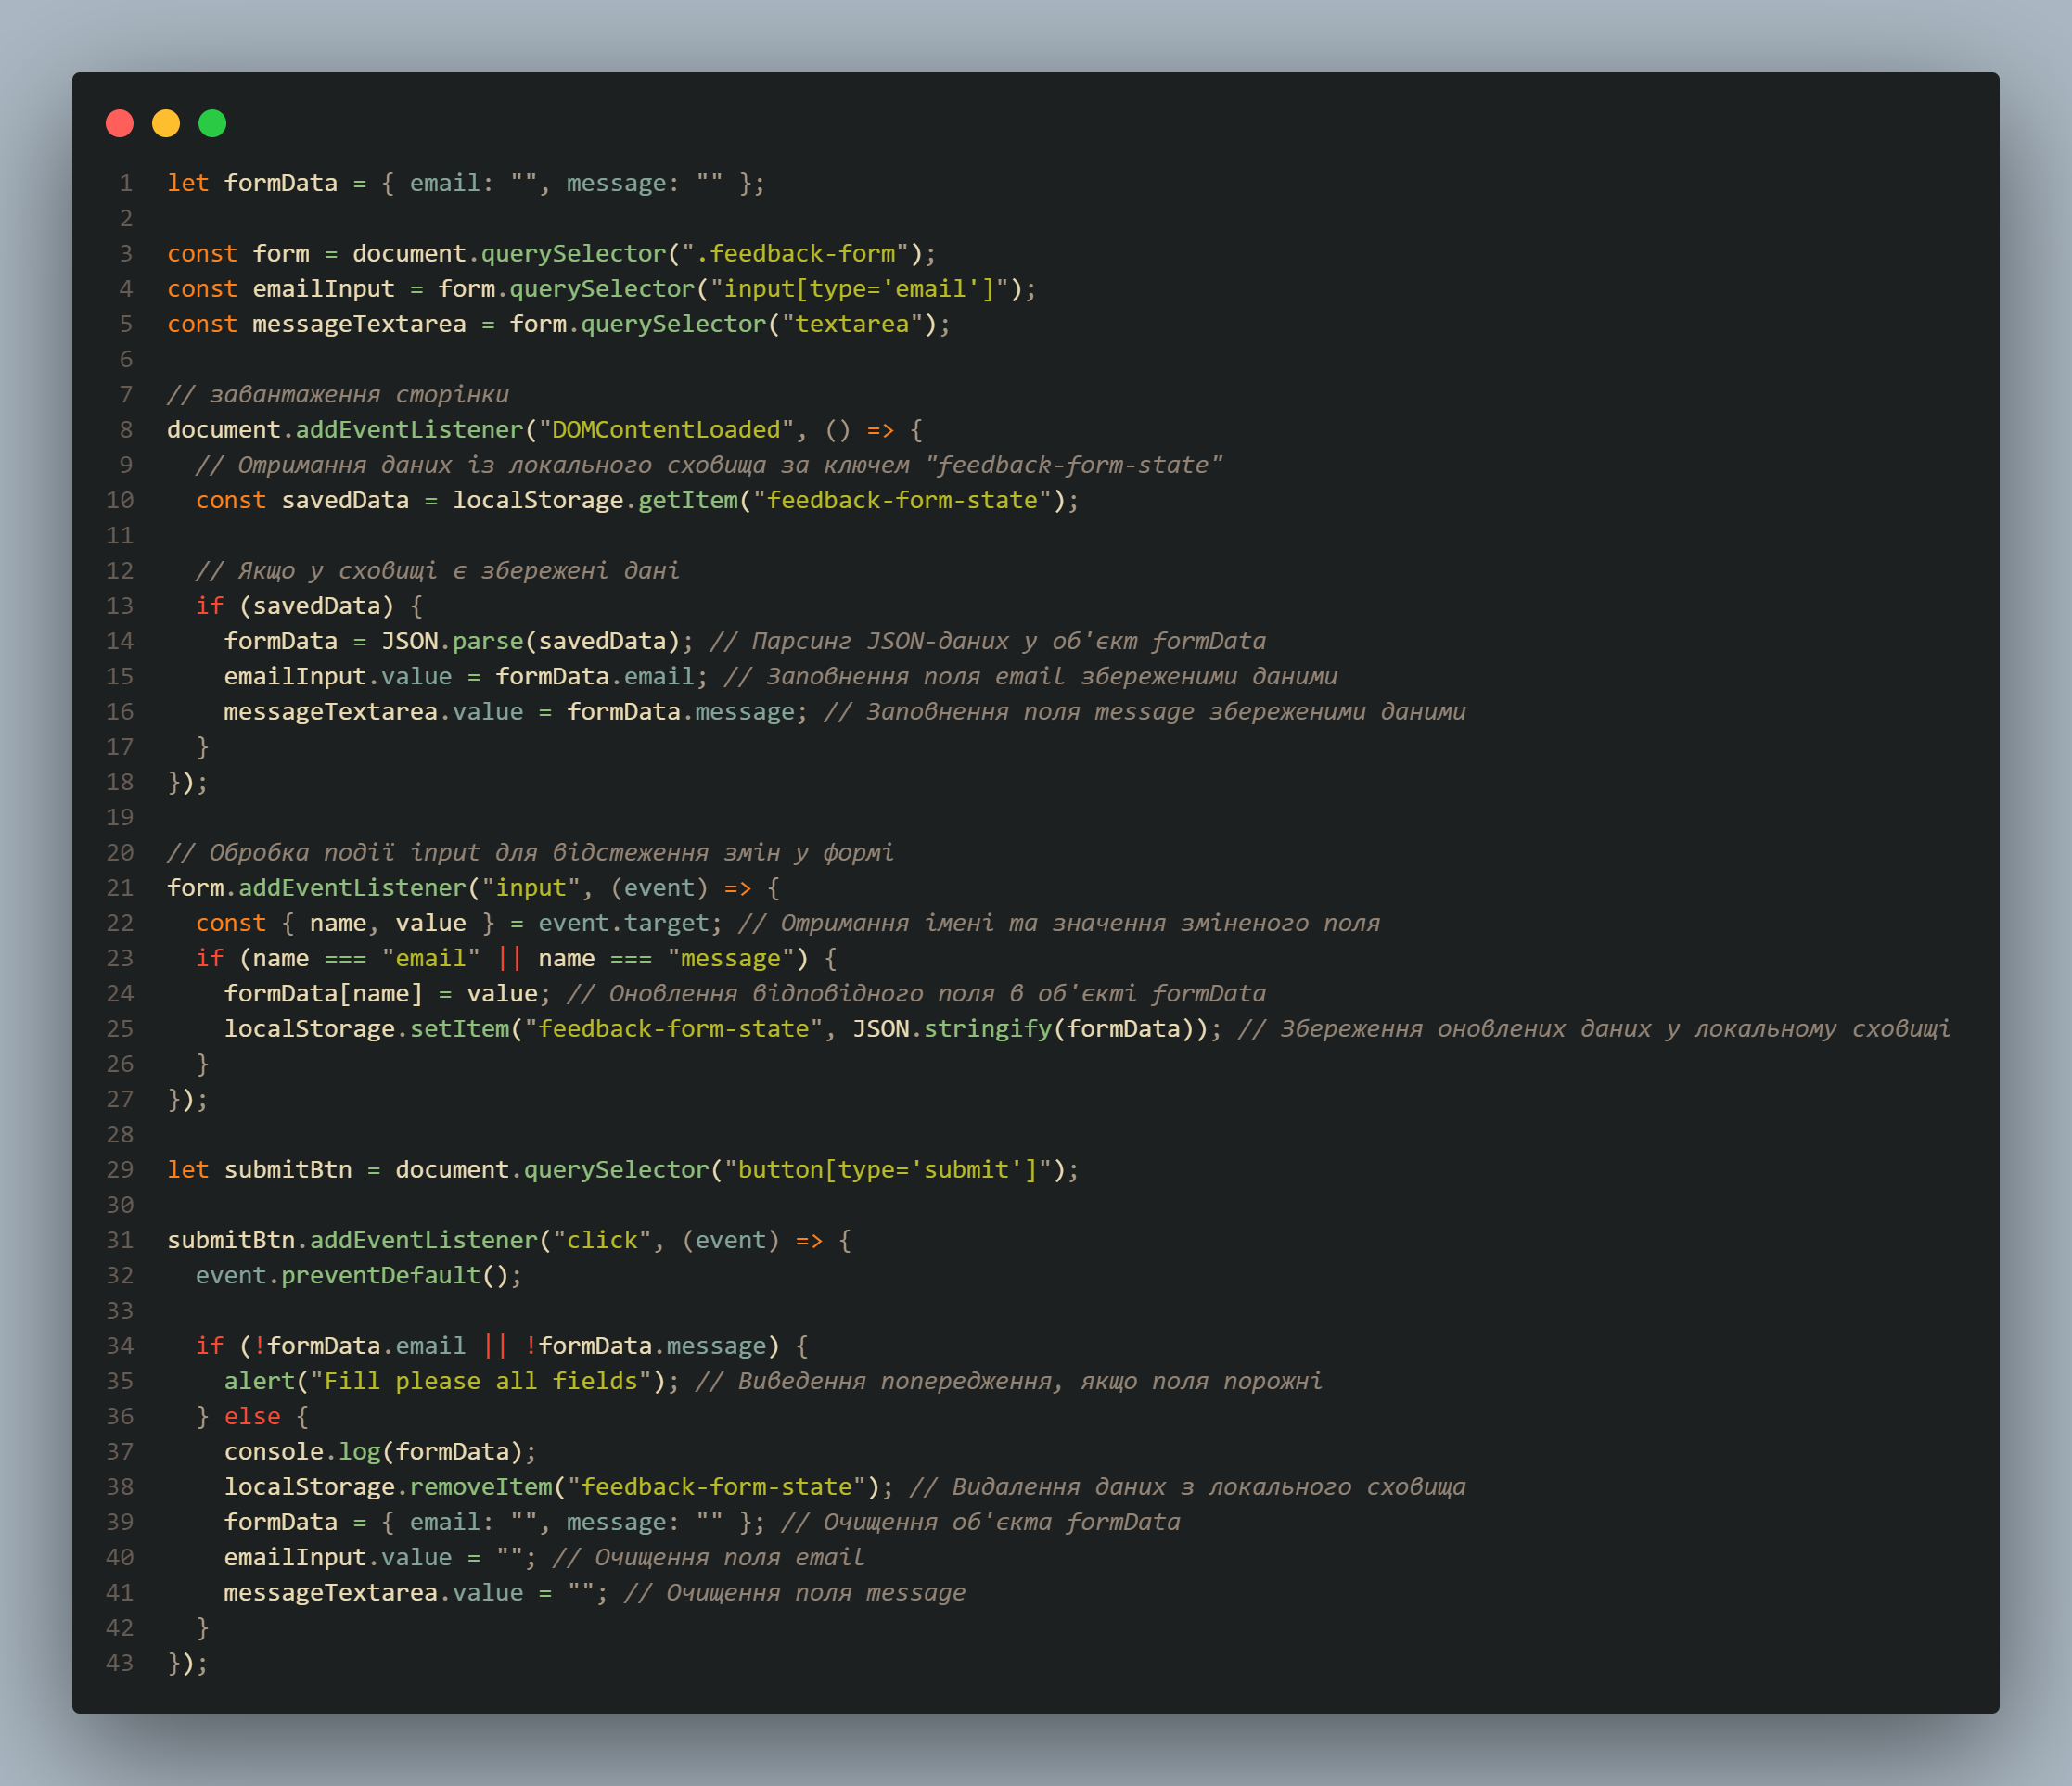 1 let formData = { email: "", message: "" };
2
3 const form = document.querySelector(".feedback-form");
4 const emailInput = form.querySelector("input[type='email']");
5 const messageTextarea = form.querySelector("textarea");
6
7 // завантаження сторінки
8 document.addEventListener("DOMContentLoaded", () => {
9   // Отримання даних із локального сховища за ключем "feedback-form-state"
10   const savedData = localStorage.getItem("feedback-form-state");
11
12   // Якщо у сховищі є збережені дані
13   if (savedData) {
14     formData = JSON.parse(savedData); // Парсинг JSON-даних у об'єкт formData
15     emailInput.value = formData.email; // Заповнення поля email збереженими даними
16     messageTextarea.value = formData.message; // Заповнення поля message збереженими даними
17   }
18 });
19
20 // Обробка події input для відстеження змін у формі
21 form.addEventListener("input", (event) => {
22   const { name, value } = event.target; // Отримання імені та значення зміненого поля
23   if (name === "email" || name === "message") {
24     formData[name] = value; // Оновлення відповідного поля в об'єкті formData
25     localStorage.setItem("feedback-form-state", JSON.stringify(formData)); // Збереження оновлених даних у локальному сховищі
26   }
27 });
28
29 let submitBtn = document.querySelector("button[type='submit']");
30
31 submitBtn.addEventListener("click", (event) => {
32   event.preventDefault();
33
34   if (!formData.email || !formData.message) {
35     alert("Fill please all fields"); // Виведення попередження, якщо поля порожні
36   } else {
37     console.log(formData);
38     localStorage.removeItem("feedback-form-state"); // Видалення даних з локального сховища
39     formData = { email: "", message: "" }; // Очищення об'єкта formData
40     emailInput.value = ""; // Очищення поля email
41     messageTextarea.value = ""; // Очищення поля message
42   }
43 });